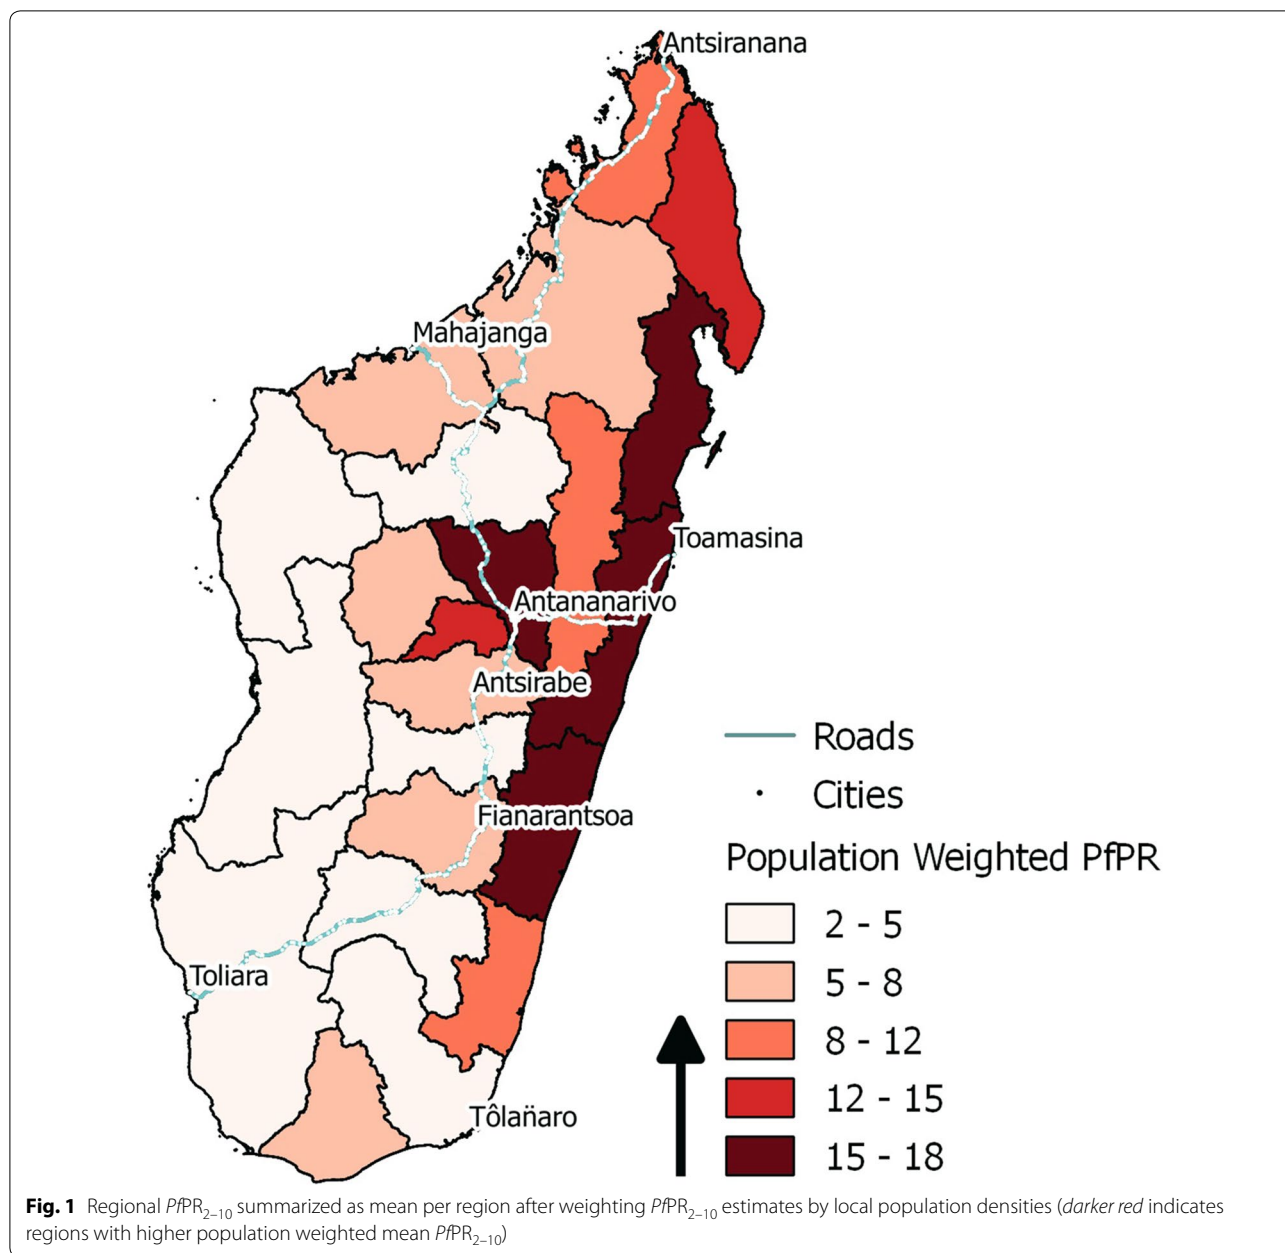 Antsiranana
Mahajanga
Toamasina
Antananarivo
Antsirabe
Fianarantsoa
Toliara
Tôlan̈aro
Roads
Cities
Population Weighted PfPR
2 - 5
5 - 8
8 - 12
12 - 15
15 - 18
Fig. 1 Regional PfPR2–10 summarized as mean per region after weighting PfPR2–10 estimates by local population densities (darker red indicates
regions with higher population weighted mean PfPR2–10)